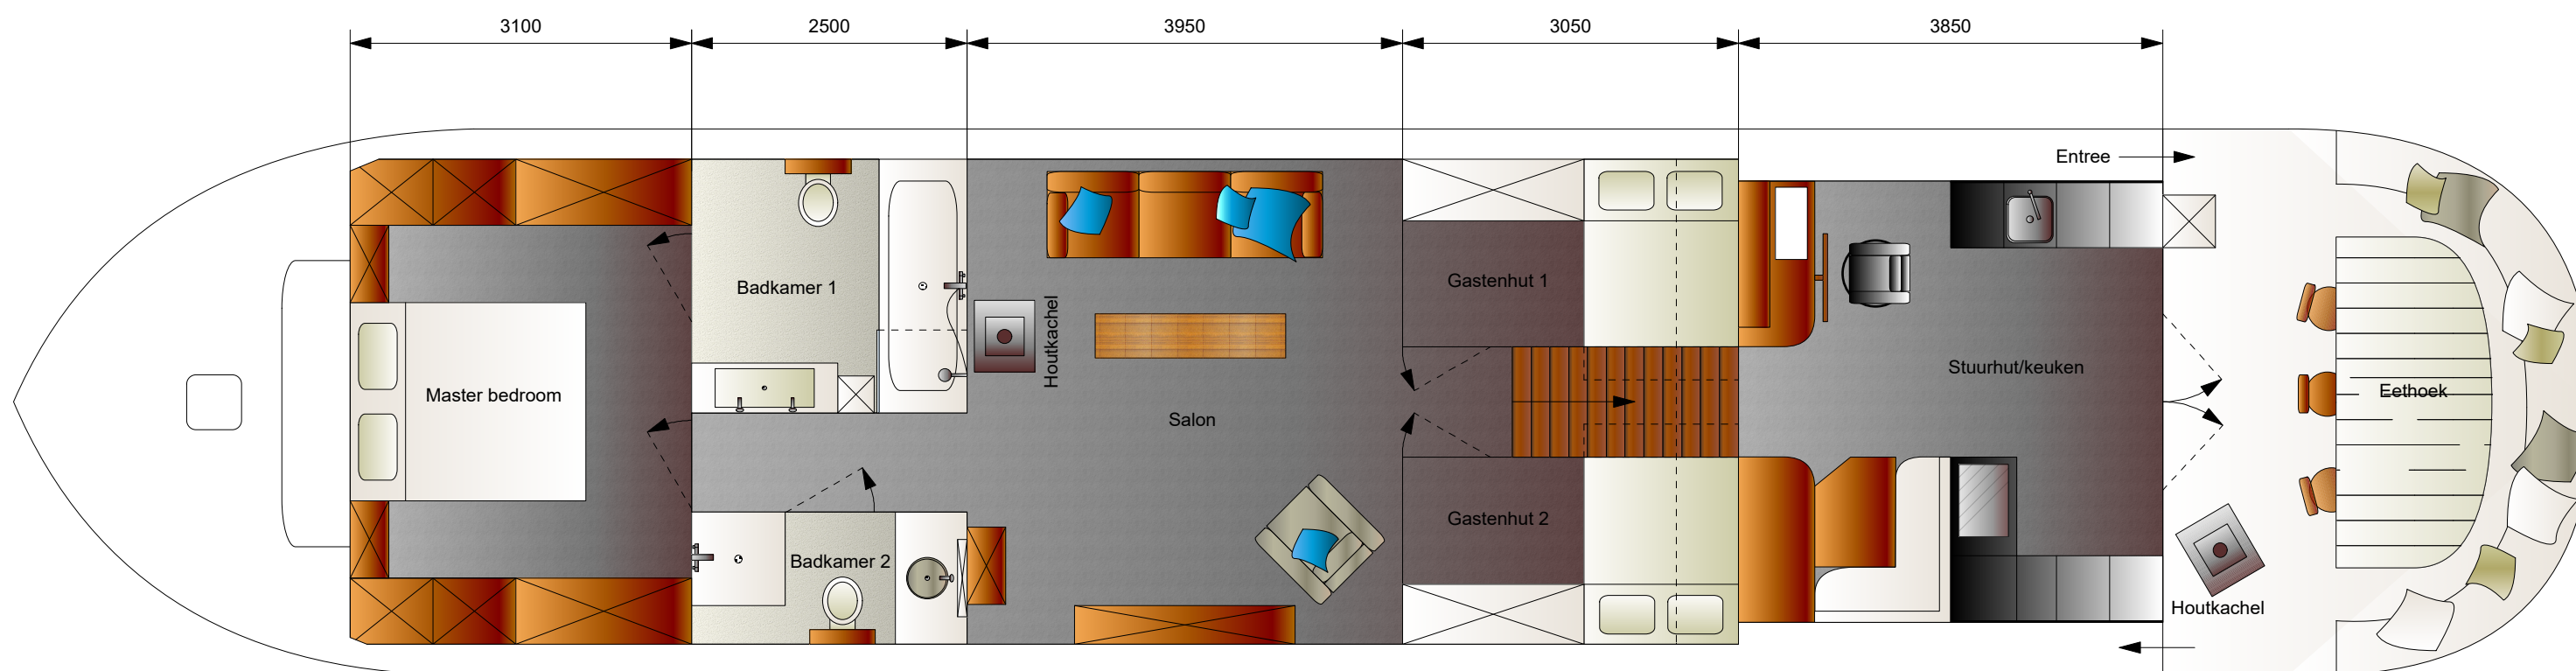 3100
2500
3950
3050
3850
Entree
Badkamer 1
Houtkachel
Gastenhut 1
Stuurhut/keuken
Master bedroom
Eethoek
Salon
Gastenhut 2
Badkamer 2
Houtkachel